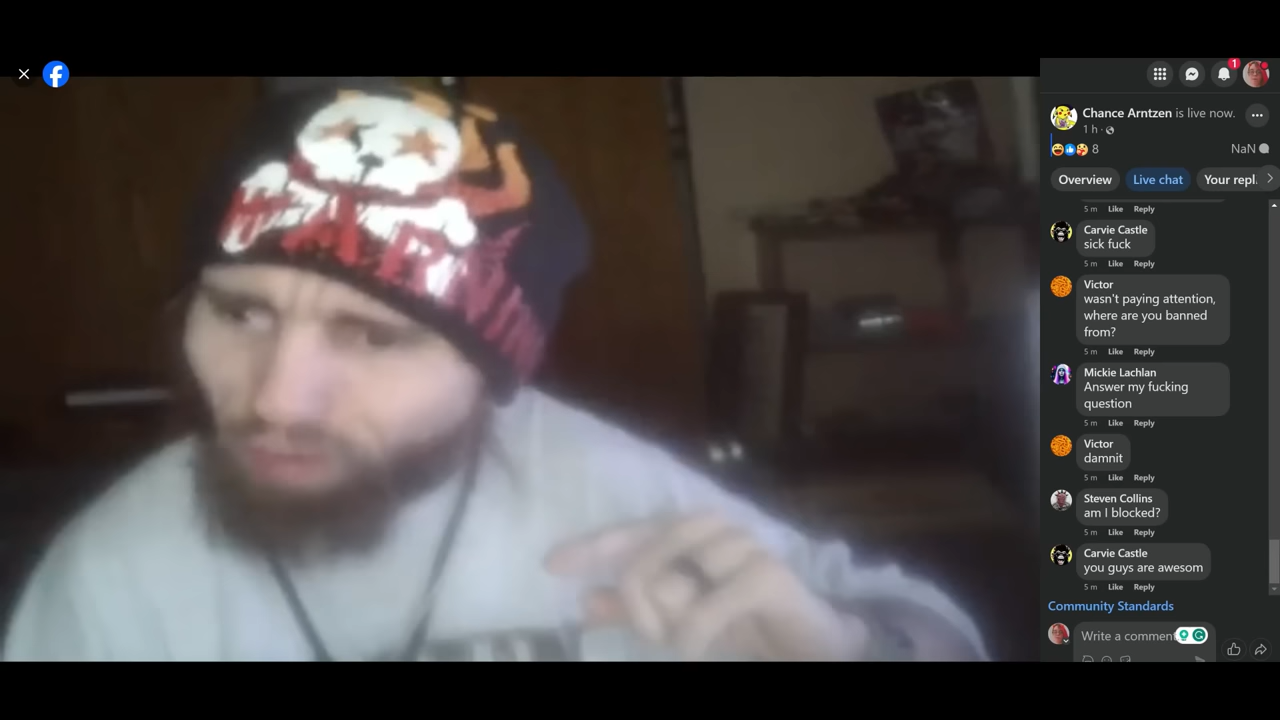 Chance Arntzen is live now.
1 h
8
NaN
1
Overview
Live chat
Your repl.
5 m Like Reply
Carvie Castle
sick fuck
5 m Like Reply
Victor
wasn't paying attention,
where are you banned
from?
5 m Like Reply
Mickie Lachlan
Answer my fucking
question
5 m Like Reply
Victor
damnit
5 m Like Reply
Steven Collins
am I blocked?
5 m Like Reply
Carvie Castle
you guys are awesom
5 m Like Reply
Community Standards
Write a comment